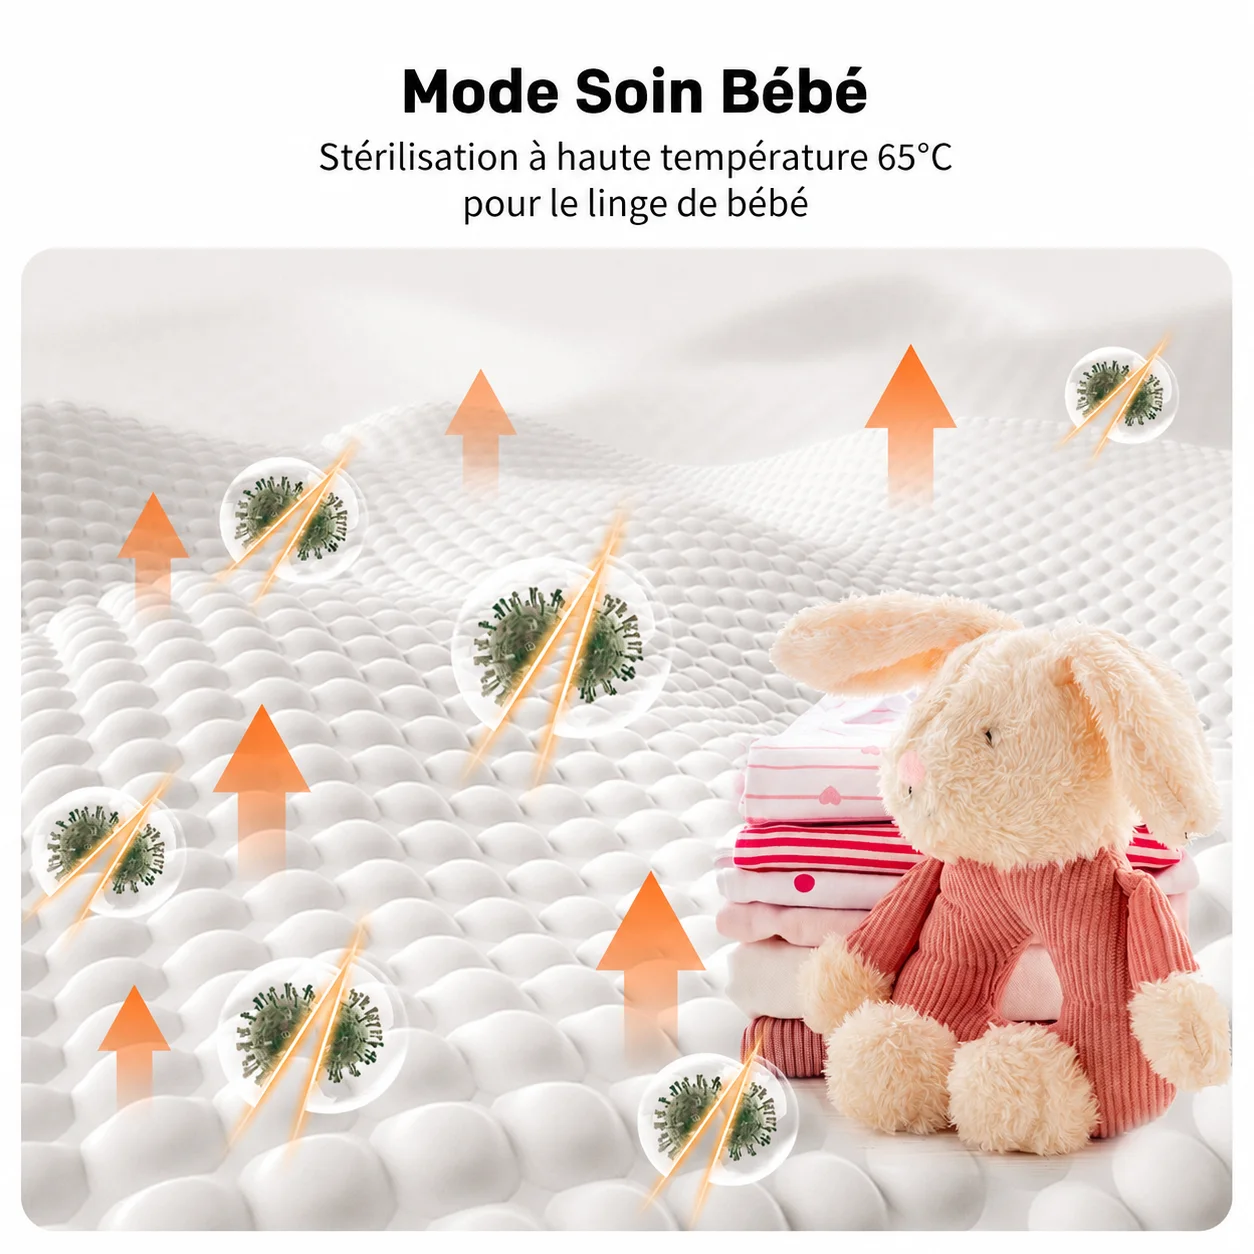 Mode Soin Bébé
Stérilisation à haute température 65°C
pour le linge de bébé